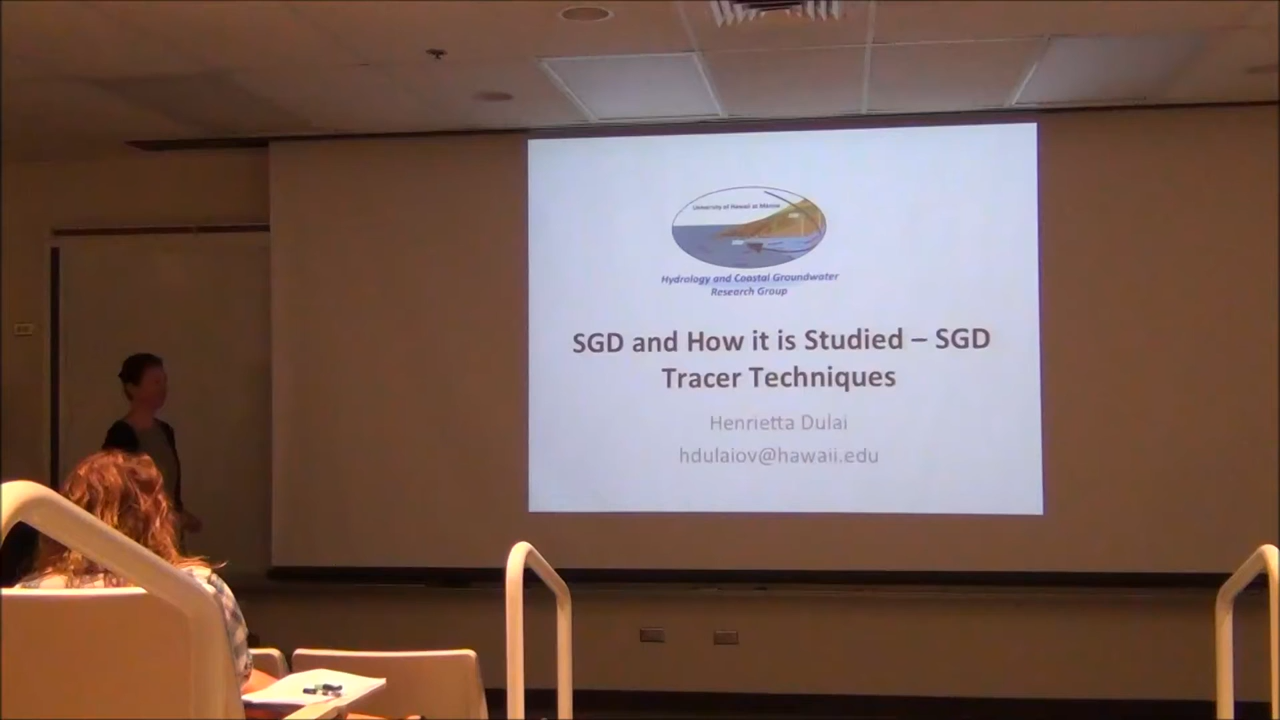 University of Hawaii at Manoa
Hydrology and Coastal Groundwater
Research Group
SGD and How it is Studied – SGD
Tracer Techniques
Henrietta Dulai
hdulaiov@hawaii.edu